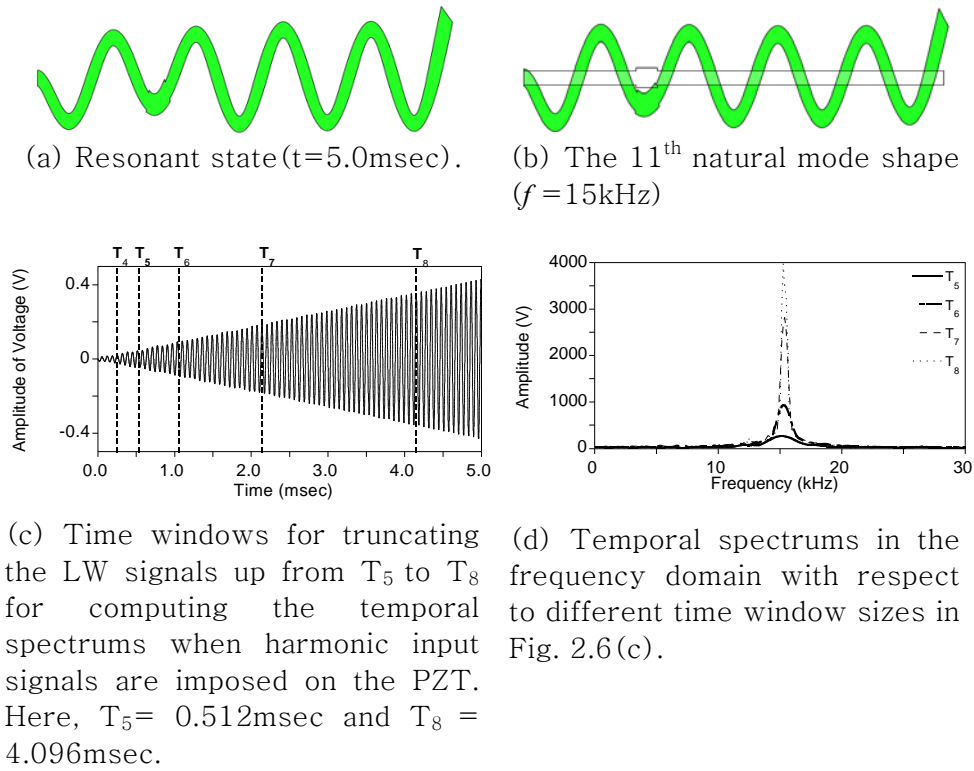 (a) Resonant state(t=5.0msec).
(b) The 11th natural mode shape
(f =15kHz)
T4 T5 T6 T7 T8
Amplitude of Voltage (V)
0.4
0
-0.4
0.0 1.0 2.0 3.0 4.0 5.0
Time (msec)
Amplitude (V)
4000
3000
2000
1000
0
0 10 20 30
Frequency (kHz)
T5
T6
T7
T8
(c) Time windows for truncating
the LW signals up from T5 to T8
for computing the temporal
spectrums when harmonic input
signals are imposed on the PZT.
Here, T5= 0.512msec and T8 =
4.096msec.
(d) Temporal spectrums in the
frequency domain with respect
to different time window sizes in
Fig. 2.6(c).